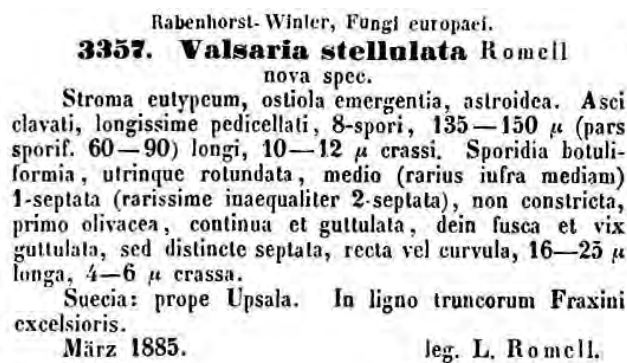 Rabenhorst-Winter, Fungi europaei.
3357. Valsaria stellulata Romell
nova spec.
Stroma eutypeum, ostiola emergentia, astroidea. Asci
clavati, longissime pedicellati, 8-spori, 135—150 µ (pars
sporif. 60—90) longi, 10—12 µ crassi. Sporidia botuli-
formia, utrinque rotundata, medio (rarius infra mediam)
1-septata (rarissime inaequaliter 2-septata), non constricta,
primo olivacea, continua et guttulata, dein fusca et vix
guttulata, sed distincte septata, recta vel curvula, 16—25 µ
longa, 4—6 µ crassa.
Suecia: prope Upsala. In ligno truncorum Fraxini
excelsioris.
März 1885. leg. L. Romell.